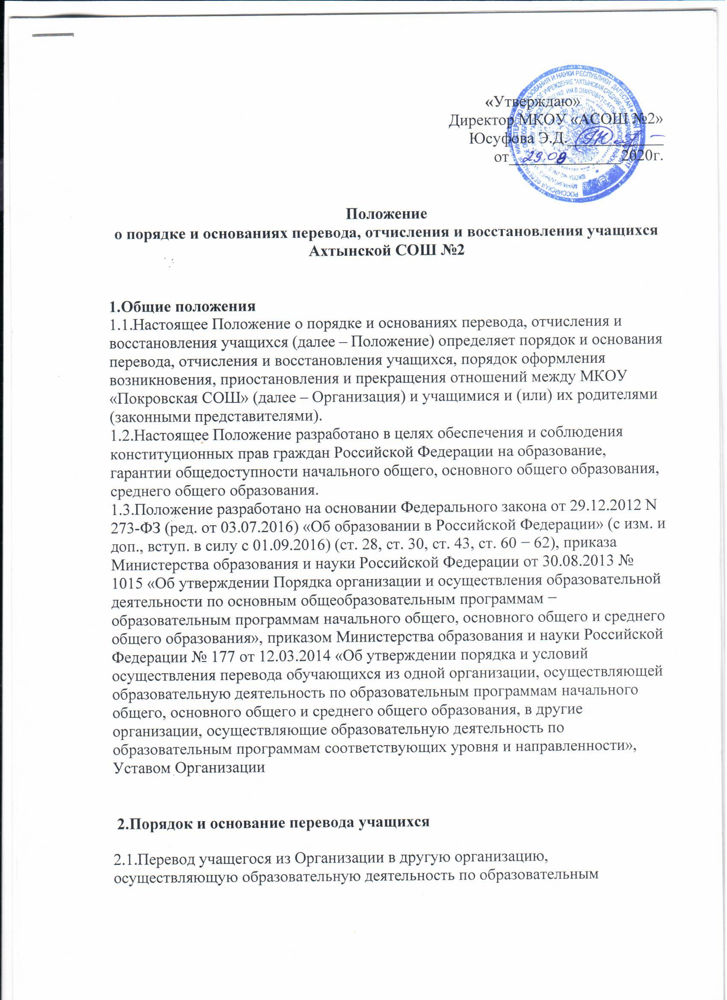 «Утверждаю»
Директор МКОУ «АСОШ №2»
Юсуфова Э.Д.
от 29.08 2020г.
Положение
о порядке и основаниях перевода, отчисления и восстановления учащихся
Ахтынской СОШ №2
1.Общие положения
1.1.Настоящее Положение о порядке и основаниях перевода, отчисления и
восстановления учащихся (далее – Положение) определяет порядок и основания
перевода, отчисления и восстановления учащихся, порядок оформления
возникновения, приостановления и прекращения отношений между МКОУ
«Покровская СОШ» (далее – Организация) и учащимися и (или) их родителями
(законными представителями).
1.2.Настоящее Положение разработано в целях обеспечения и соблюдения
конституционных прав граждан Российской Федерации на образование,
гарантии общедоступности начального общего, основного общего образования,
среднего общего образования.
1.3.Положение разработано на основании Федерального закона от 29.12.2012 N
273-ФЗ (ред. от 03.07.2016) «Об образовании в Российской Федерации» (с изм. и
доп., вступ. в силу с 01.09.2016) (ст. 28, ст. 30, ст. 43, ст. 60 − 62), приказа
Министерства образования и науки Российской Федерации от 30.08.2013 №
1015 «Об утверждении Порядка организации и осуществления образовательной
деятельности по основным общеобразовательным программам −
образовательным программам начального общего, основного общего и среднего
общего образования», приказом Министерства образования и науки Российской
Федерации № 177 от 12.03.2014 «Об утверждении порядка и условий
осуществления перевода обучающихся из одной организации, осуществляющей
образовательную деятельность по образовательным программам начального
общего, основного общего и среднего общего образования, в другие
организации, осуществляющие образовательную деятельность по
образовательным программам соответствующих уровня и направленности»,
Уставом Организации
2.Порядок и основание перевода учащихся
2.1.Перевод учащегося из Организации в другую организацию,
осуществляющую образовательную деятельность по образовательным
РОССИЙСКАЯ ФЕДЕРАЦИЯ МИНИСТЕРСТВО ОБРАЗОВАНИЯ И НАУКИ РЕСПУБЛИКИ ДАГЕСТАН